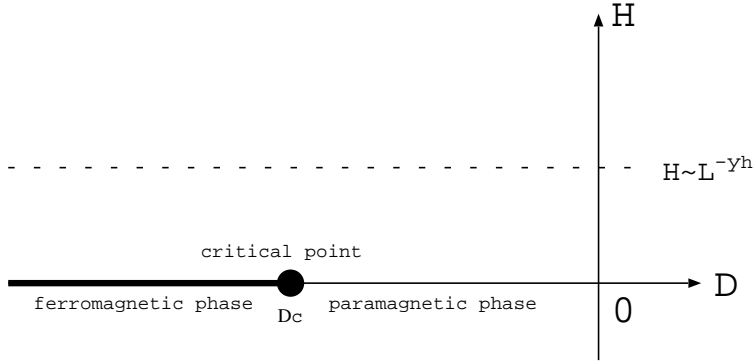 H
H~L^-yh
critical point
D
ferromagnetic phase
paramagnetic phase
Dc
0